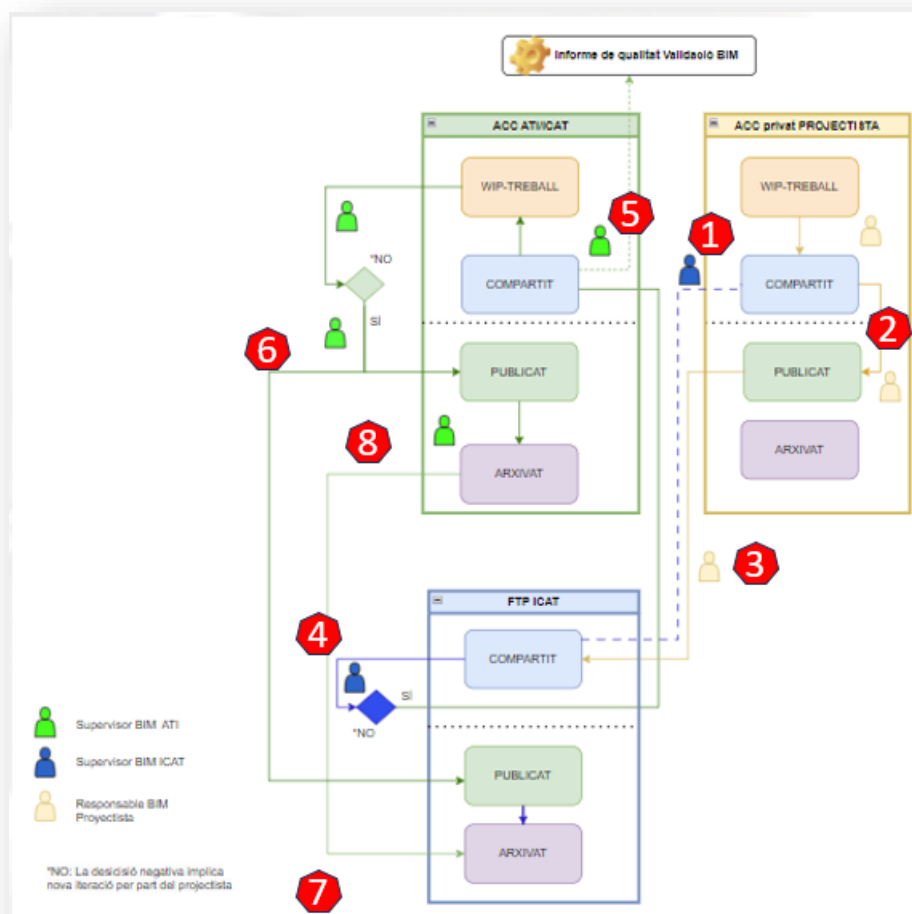 Informe de qualitat Validació BIM
ACC ATI/ICAT
ACC privat PROJECTISTA
WIP-TREBALL
WIP-TREBALL
5
1
*NO
COMPARTIT
COMPARTIT
SÍ
2
6
PUBLICAT
PUBLICAT
8
ARXIVAT
ARXIVAT
3
FTP ICAT
4
COMPARTIT
SÍ
*NO
Supervisor BIM ATI
Supervisor BIM ICAT
PUBLICAT
Responsable BIM
Proyectista
ARXIVAT
*NO: La desicisió negativa implica
nova iteració per part del projectista
7